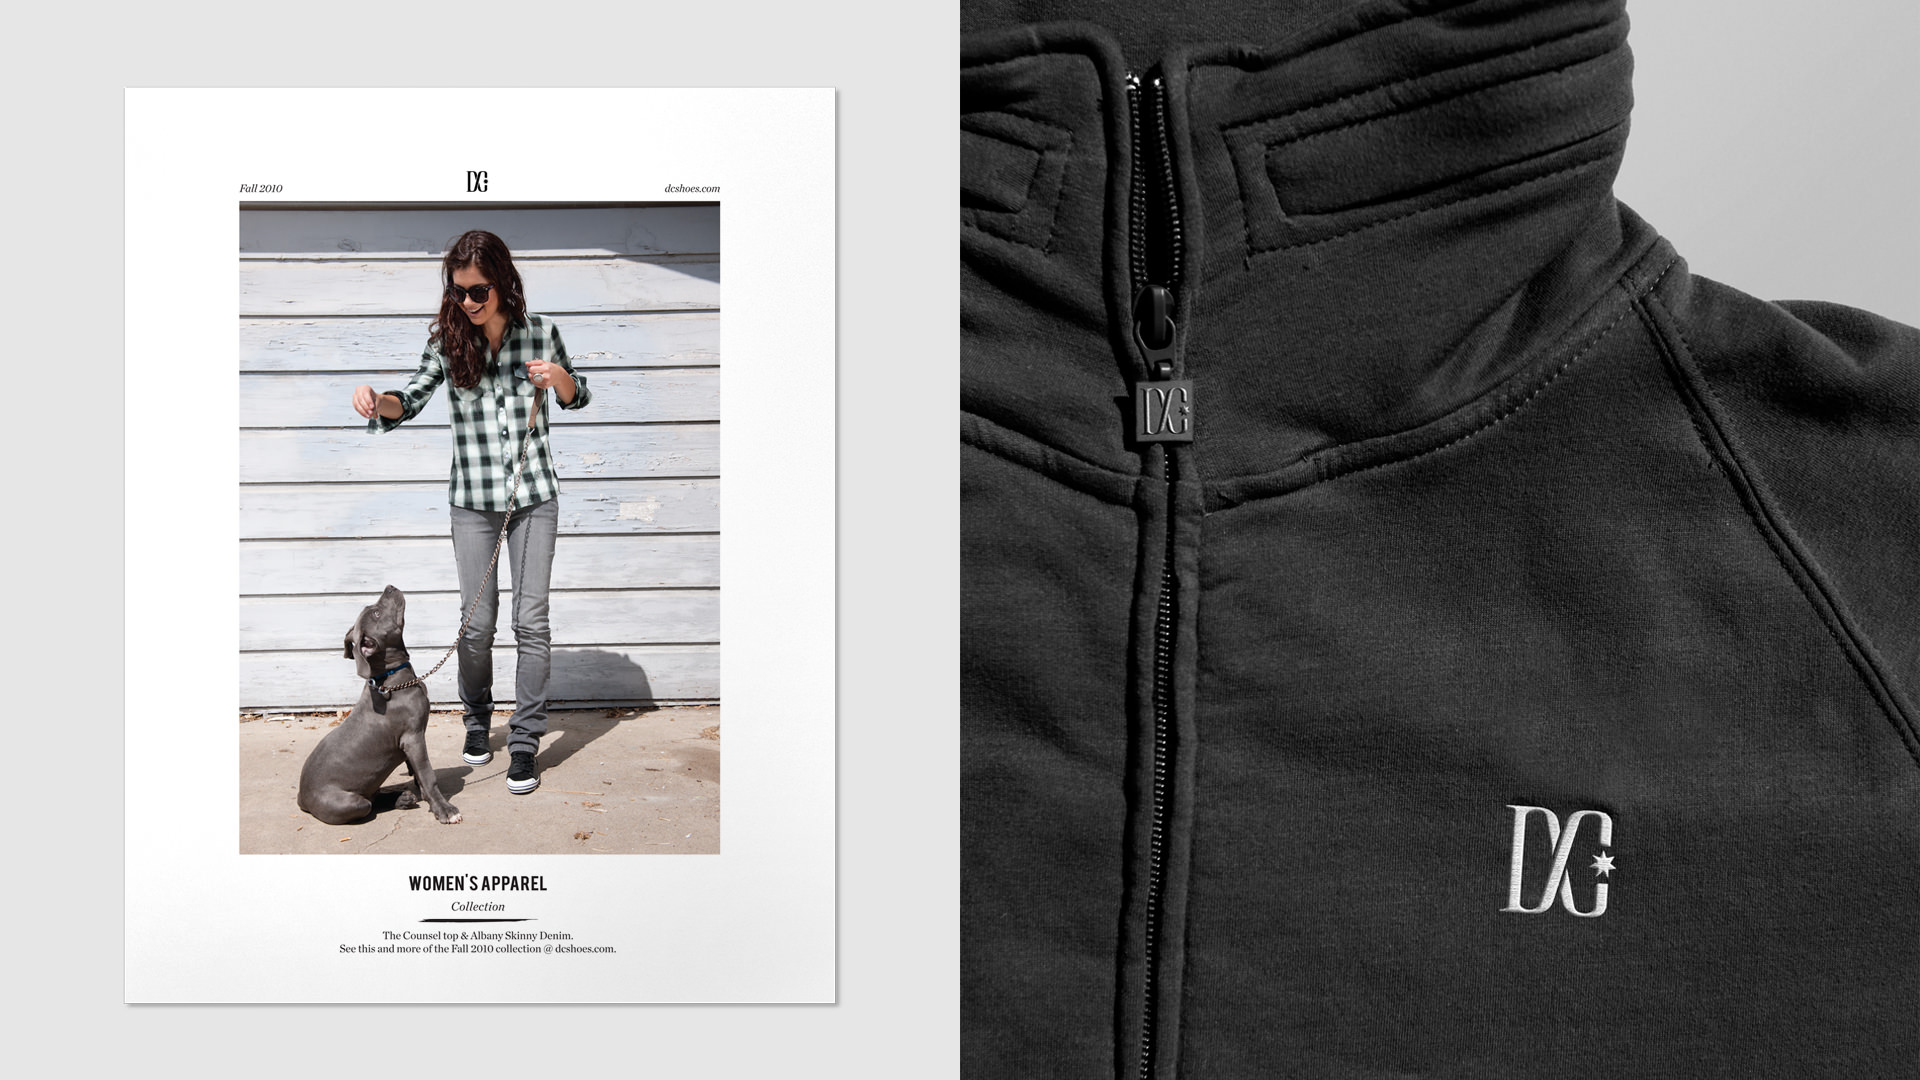 Fall 2010
DC
dcshoes.com
WOMEN'S APPAREL
Collection
The Counsel top & Albany Skinny Denim.
See this and more of the Fall 2010 collection @ dcshoes.com.
DC
DC